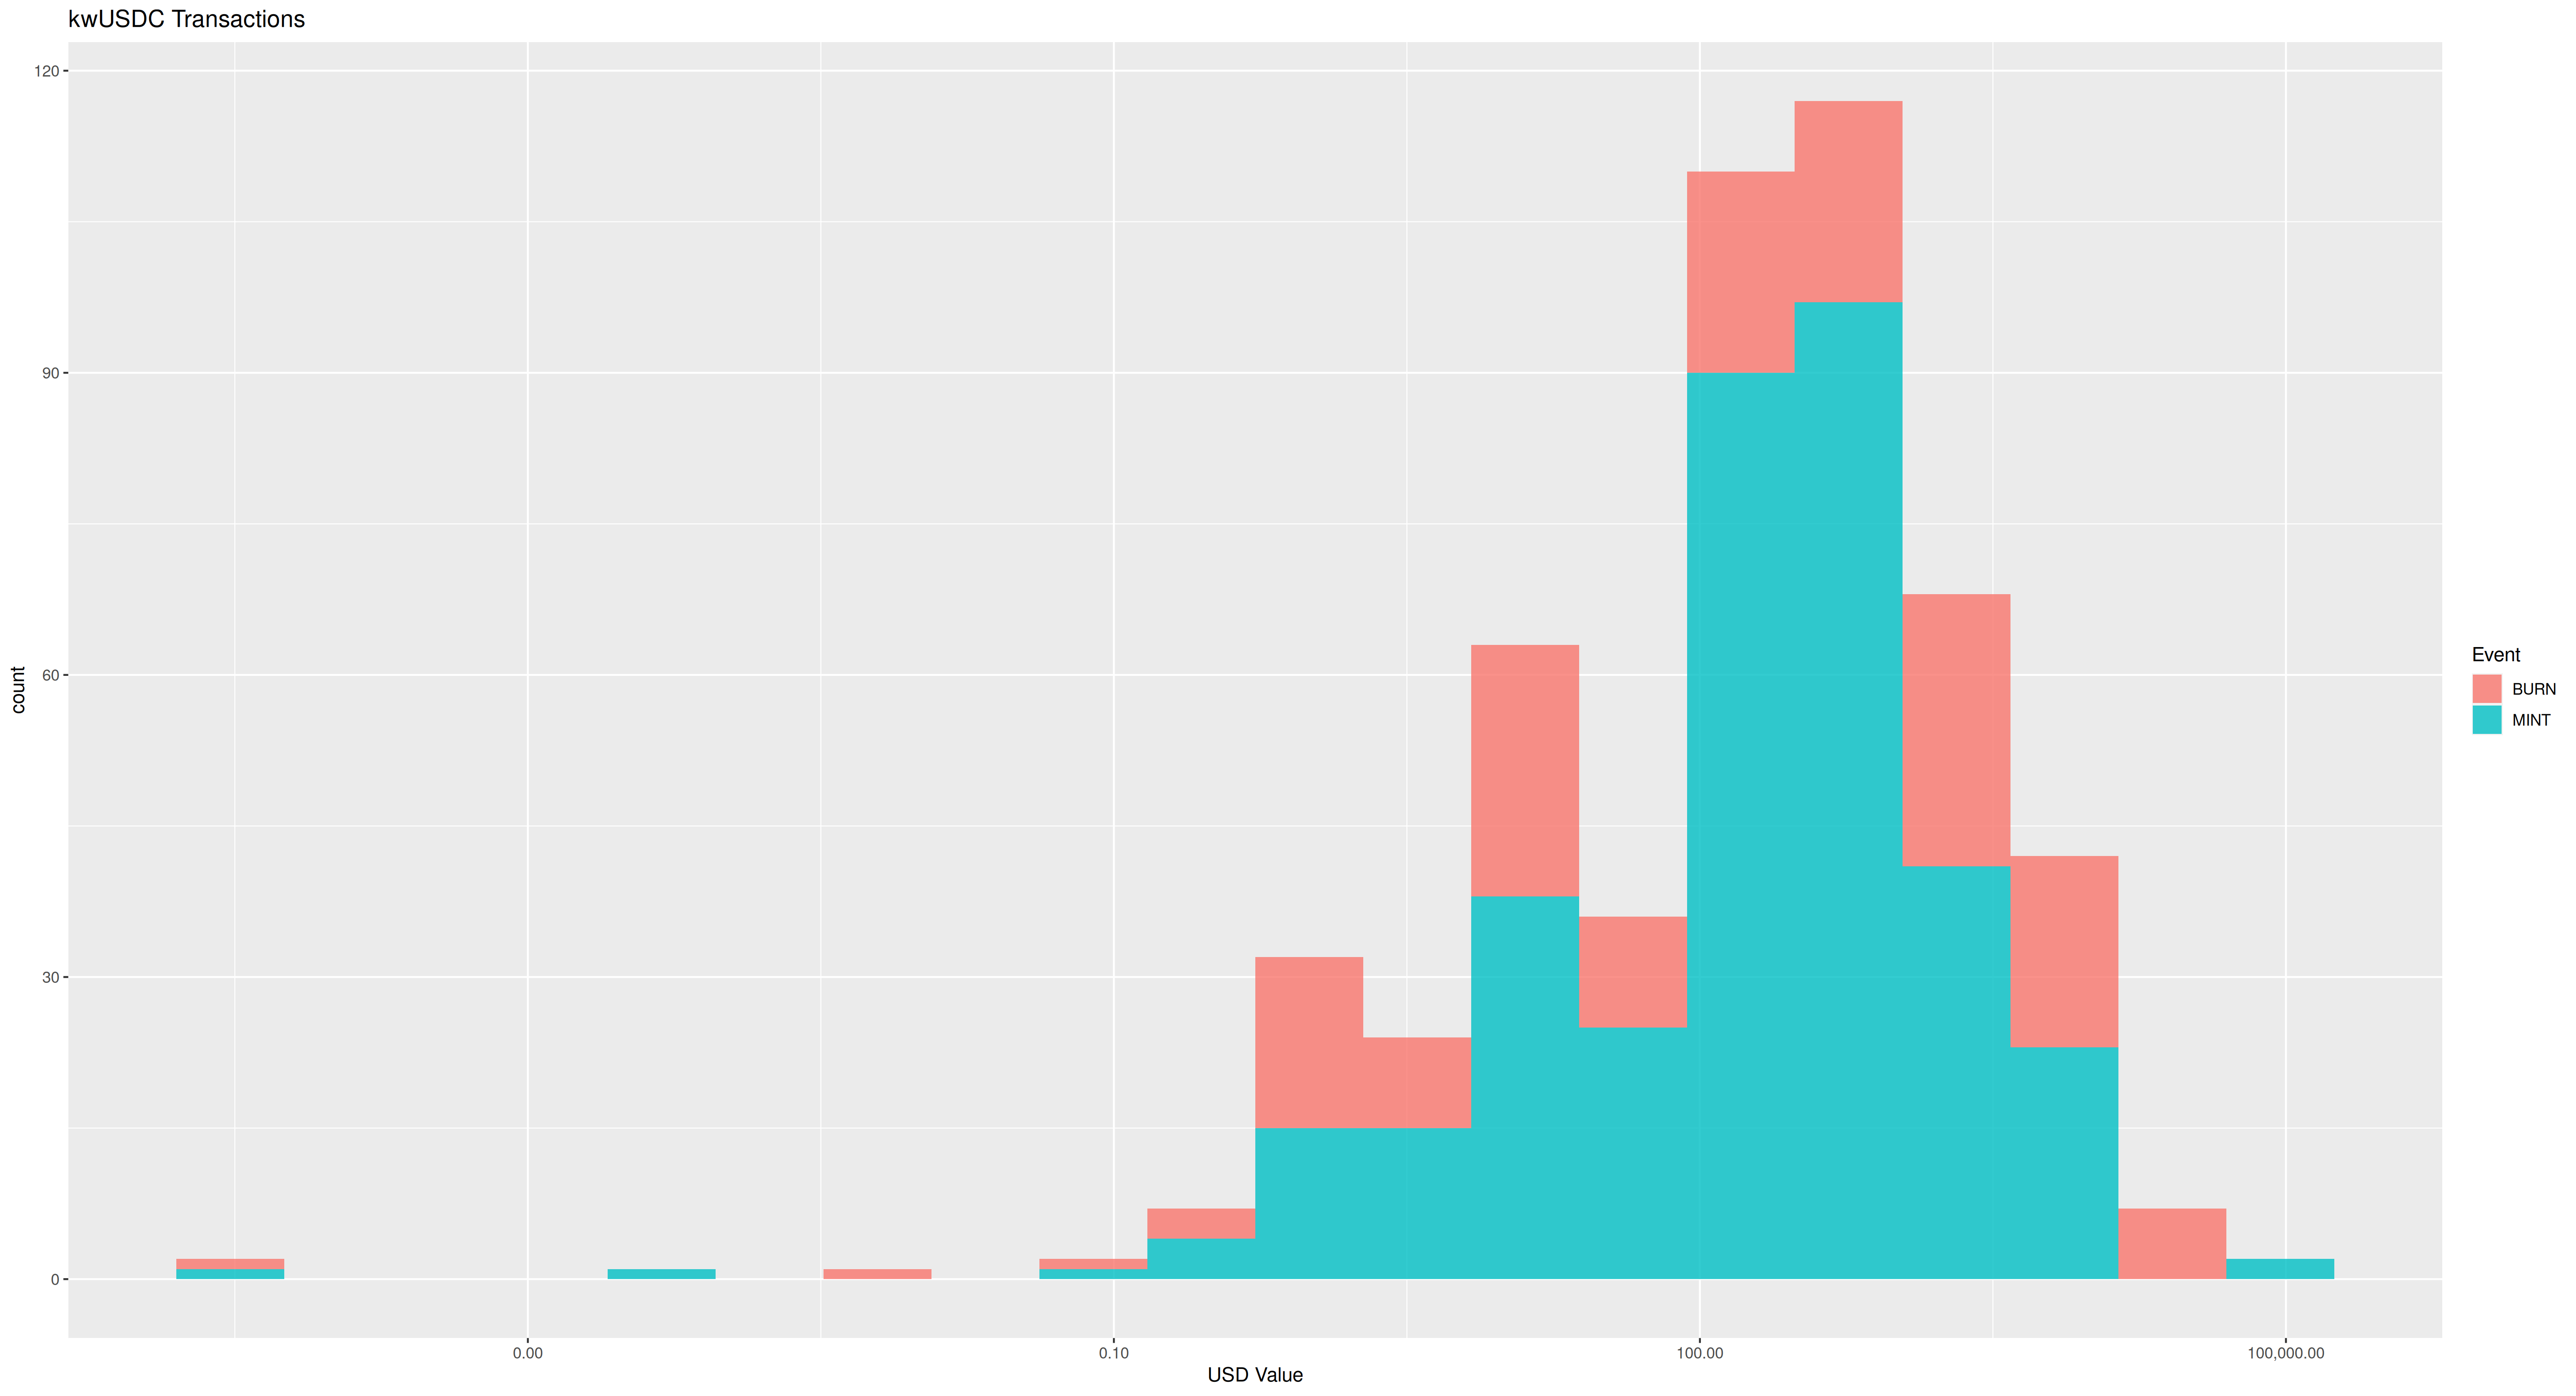 kwUSDC Transactions
120
90
60
30
0
count
0.00
0.10
100.00
100,000.00
USD Value
Event
BURN
MINT